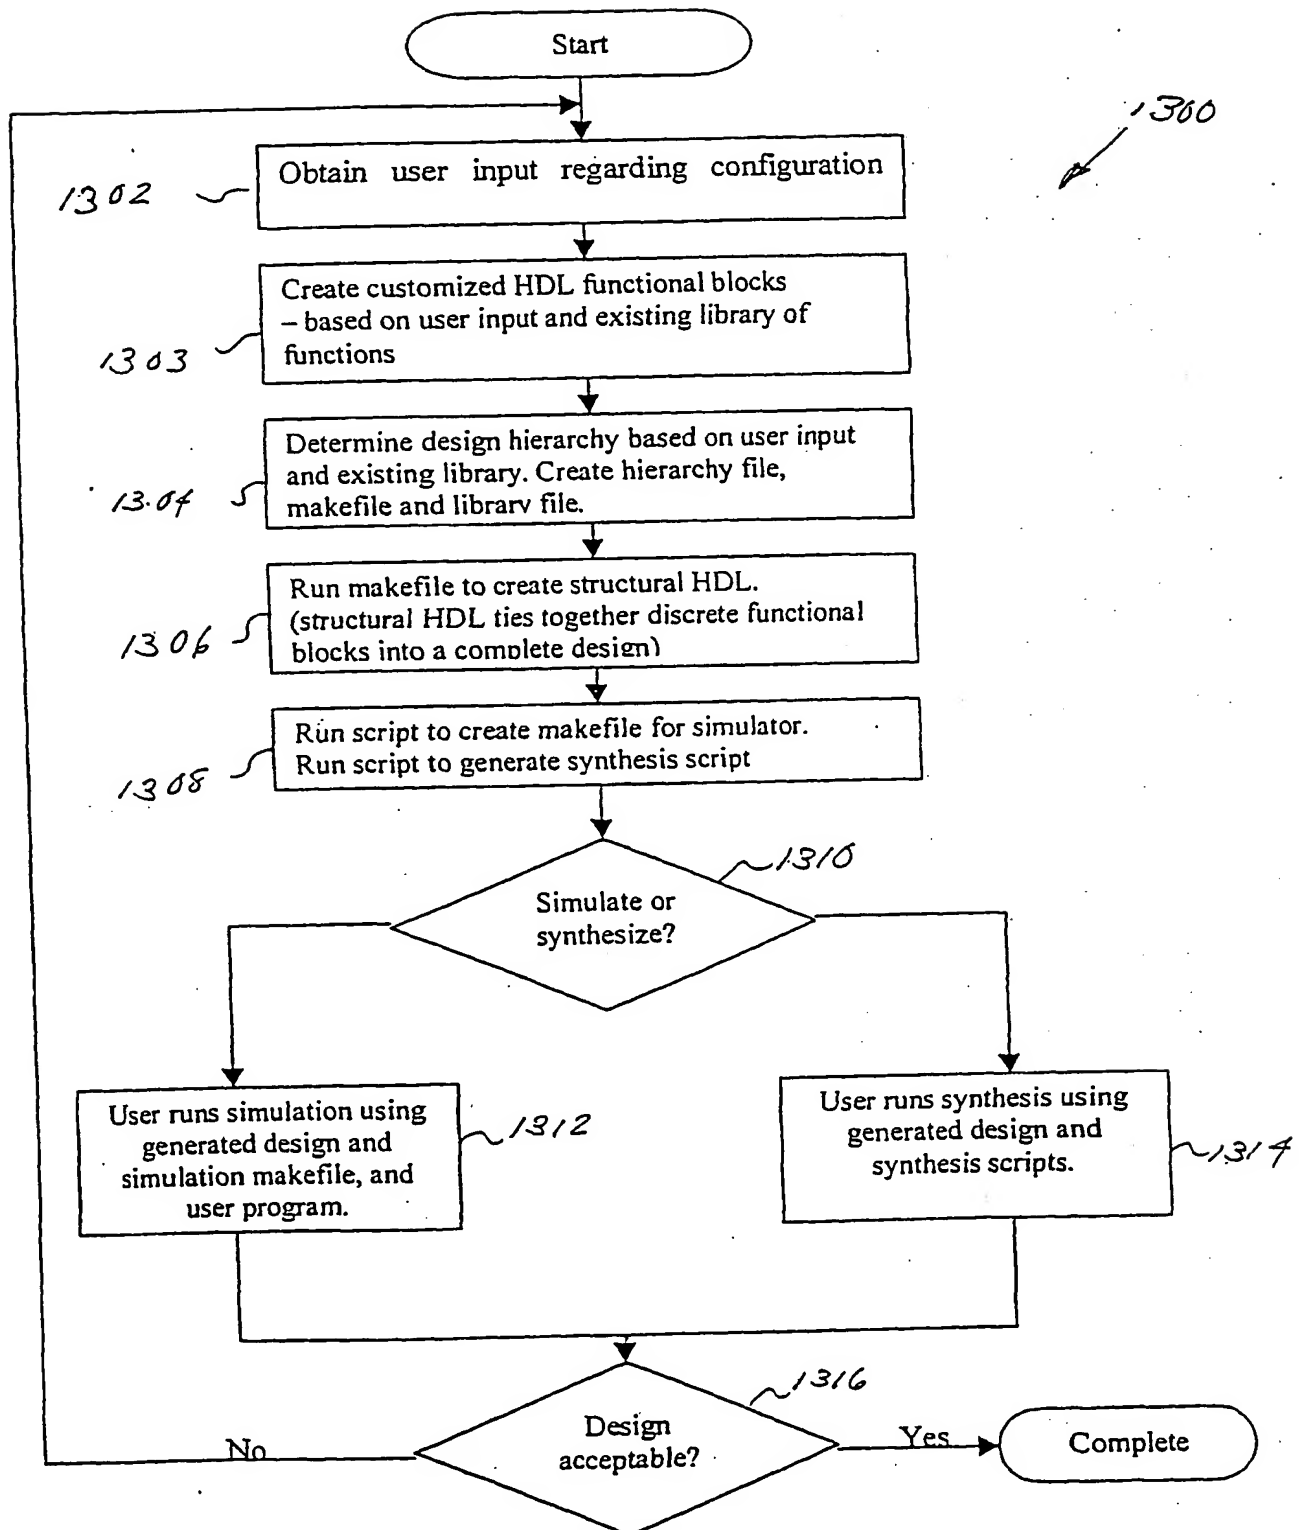 Start
1300
Obtain user input regarding configuration
1302
Create customized HDL functional blocks
– based on user input and existing library of
functions
1303
Determine design hierarchy based on user input
and existing library. Create hierarchy file,
makefile and library file.
1304
Run makefile to create structural HDL.
(structural HDL ties together discrete functional
blocks into a complete design)
1306
Run script to create makefile for simulator.
Run script to generate synthesis script
1308
1310
Simulate or
synthesize?
User runs simulation using
generated design and
simulation makefile, and
user program.
1312
User runs synthesis using
generated design and
synthesis scripts.
1314
1316
Design
acceptable?
No
Yes
Complete